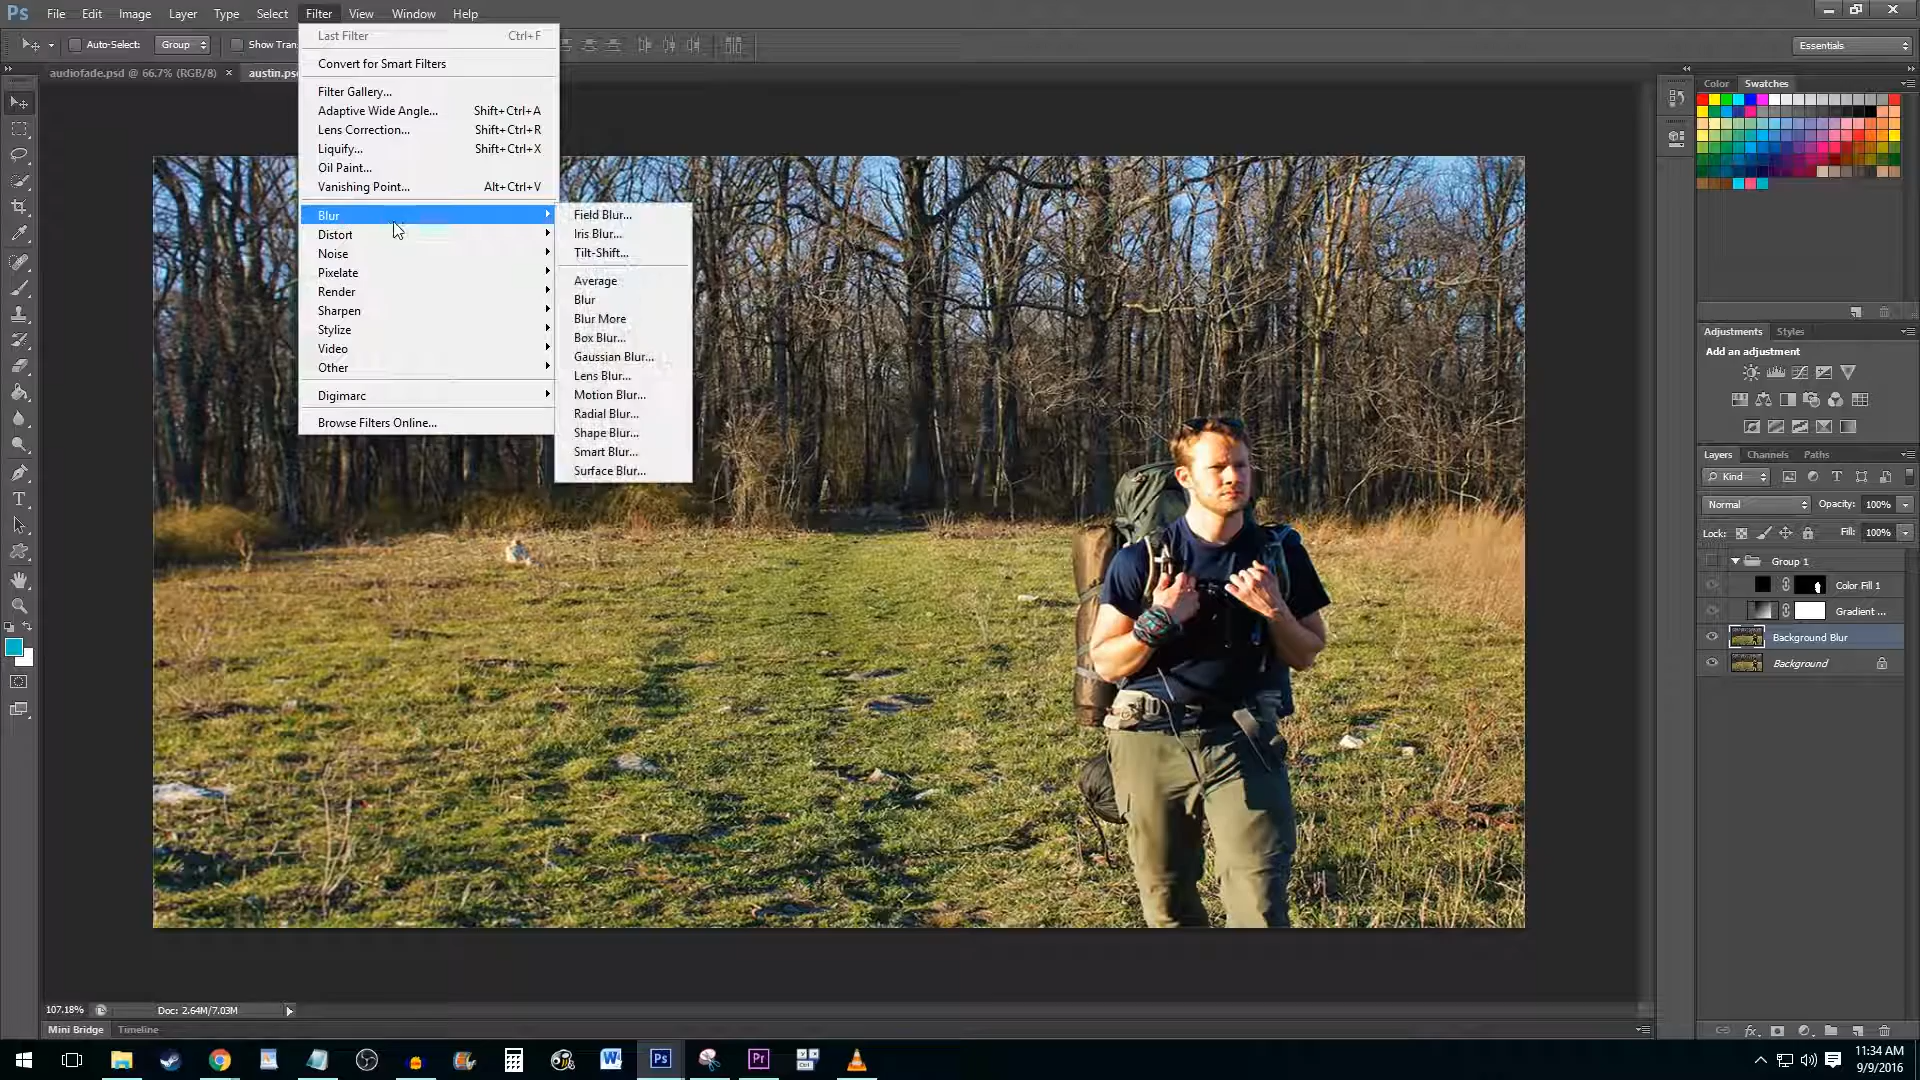 Ps File Edit Image Layer Type Select Filter View Window Help
Auto-Select: Group Show Tran
Essentials
audiofade.psd @ 66.7% (RGB/8) × austin.ps
Last Filter Ctrl+F
Convert for Smart Filters
Filter Gallery...
Adaptive Wide Angle... Shift+Ctrl+A
Lens Correction... Shift+Ctrl+R
Liquify... Shift+Ctrl+X
Oil Paint...
Vanishing Point... Alt+Ctrl+V
Blur
Distort
Noise
Pixelate
Render
Sharpen
Stylize
Video
Other
Digimarc
Browse Filters Online...
Field Blur...
Iris Blur...
Tilt-Shift...
Average
Blur
Blur More
Box Blur...
Gaussian Blur...
Lens Blur...
Motion Blur...
Radial Blur...
Shape Blur...
Smart Blur...
Surface Blur...
Color Swatches
Adjustments Styles
Add an adjustment
Layers Channels Paths
Kind
Normal Opacity: 100%
Lock: Fill: 100%
Group 1
Color Fill 1
Gradient ...
Background Blur
Background
107.18% Doc: 2.64M/7.03M
Mini Bridge Timeline
W Ps Pr
11:34 AM
9/9/2016